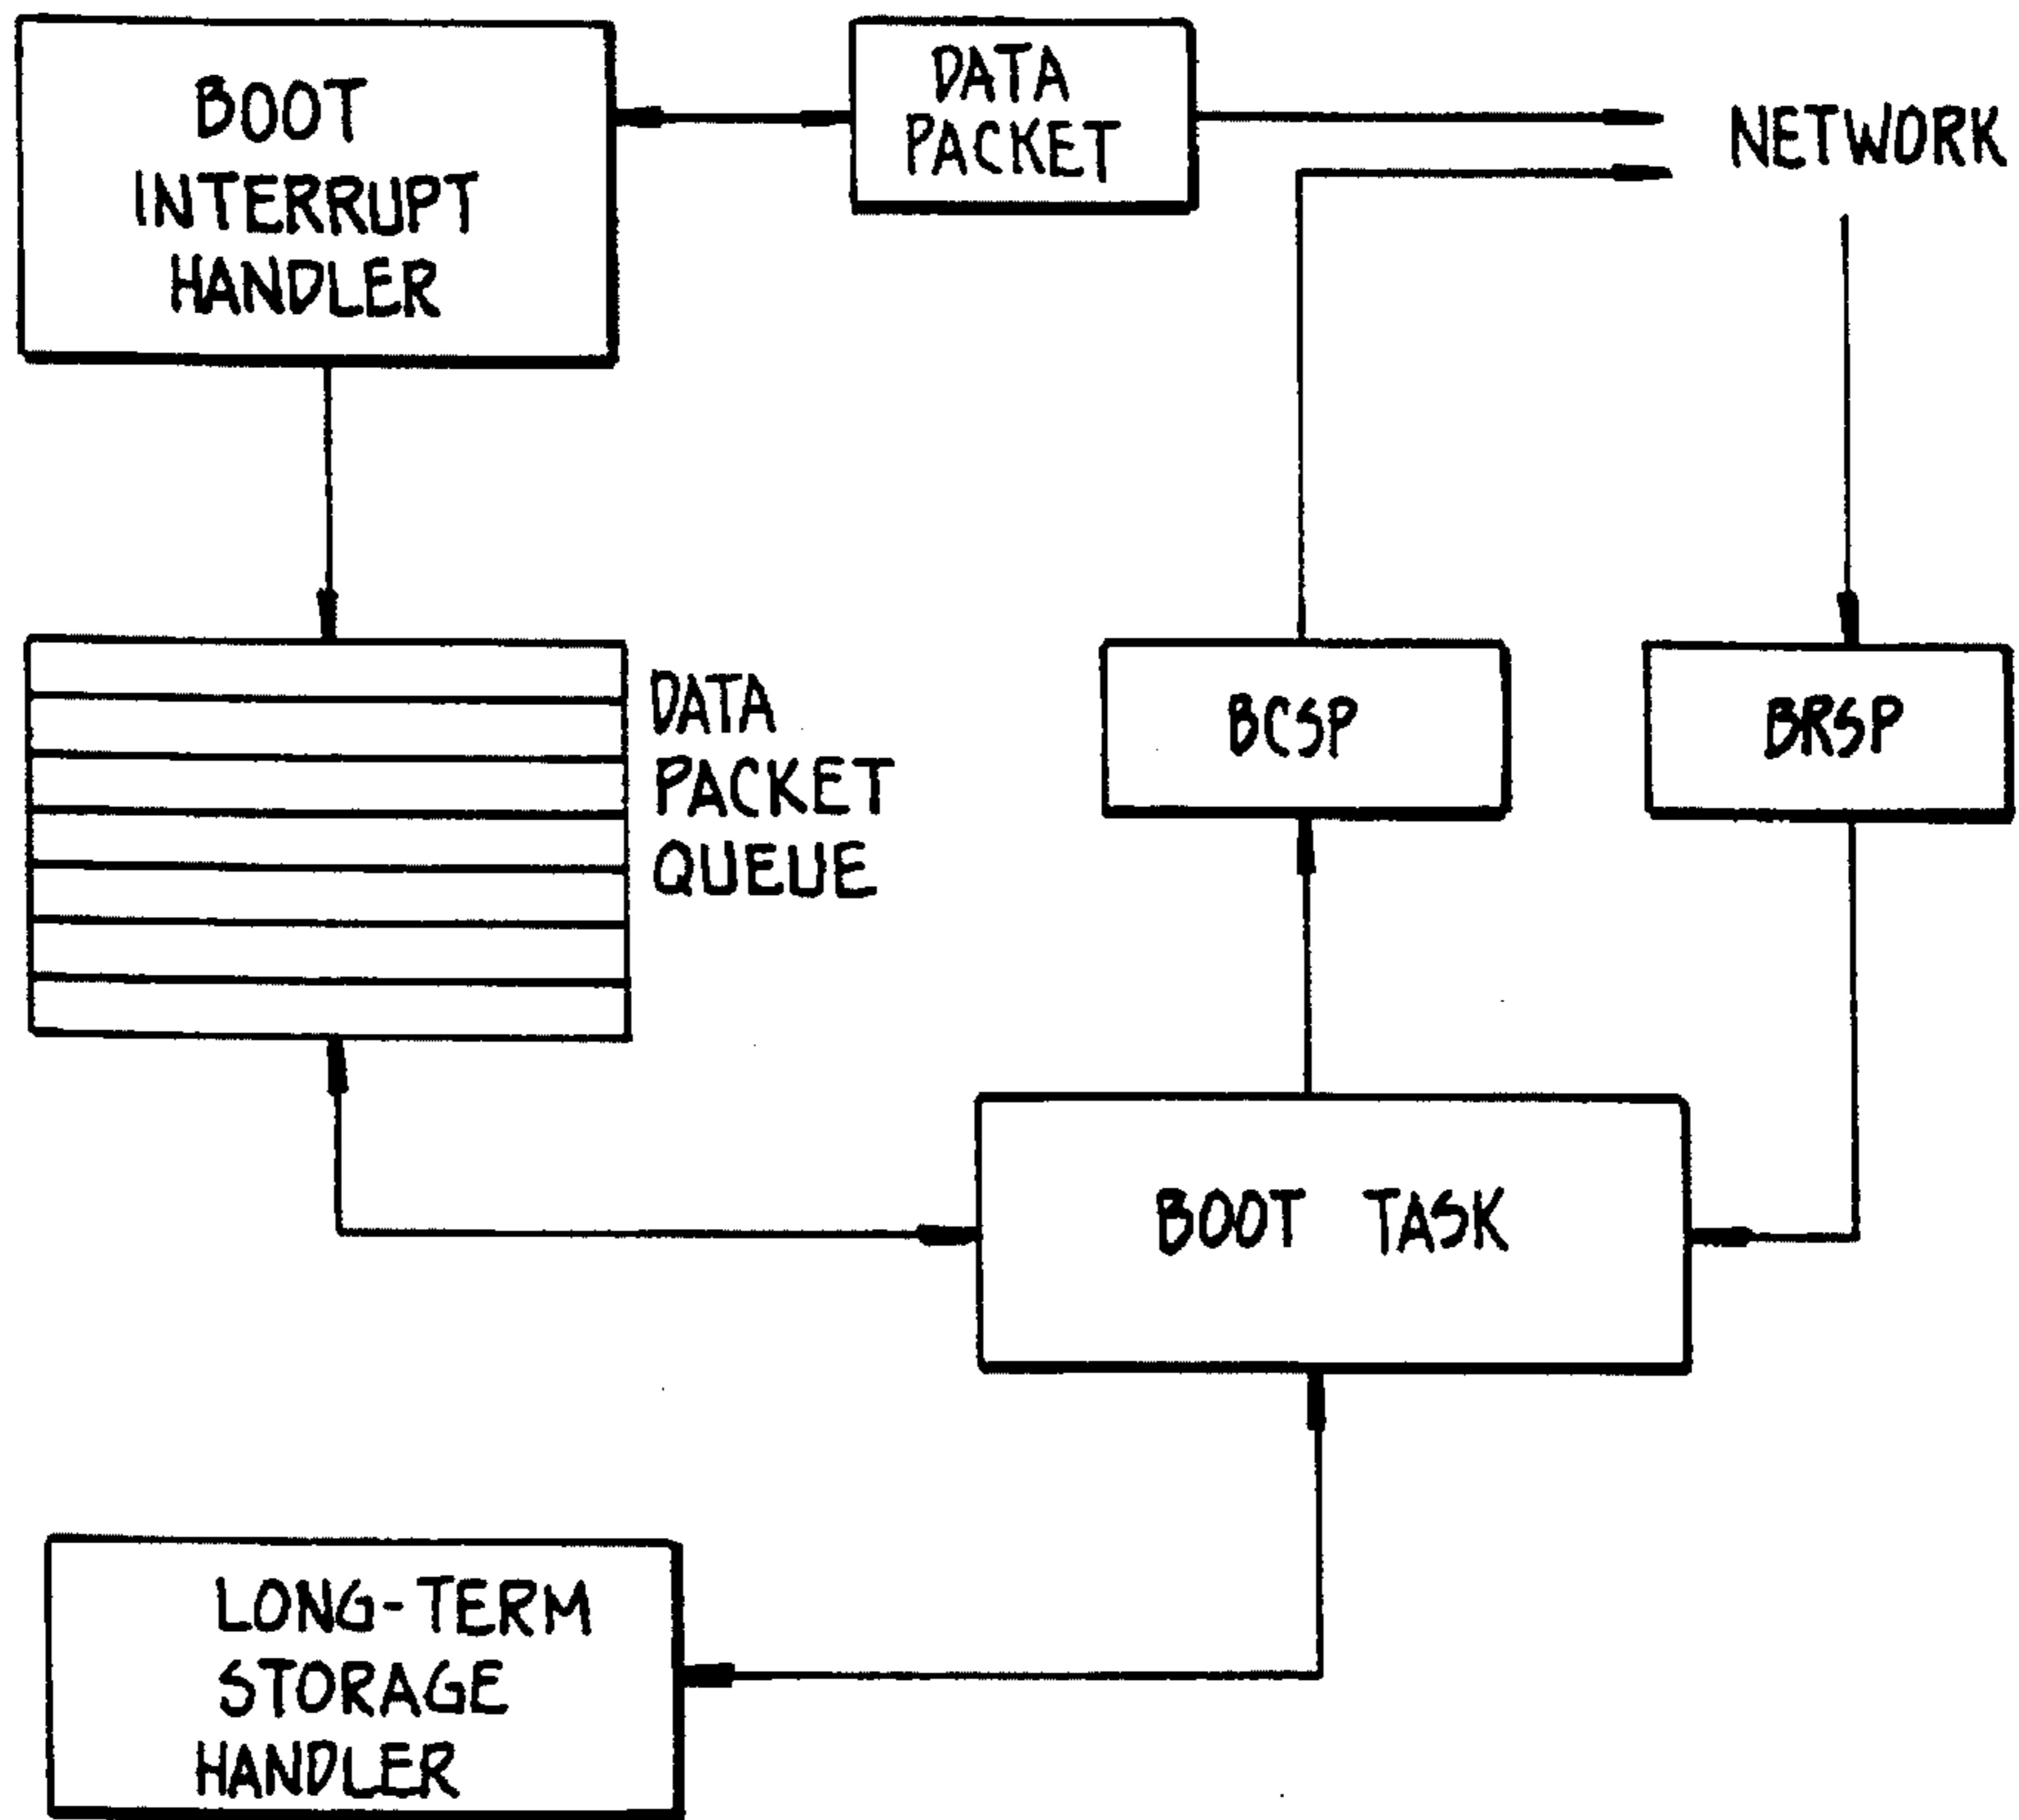 BOOT
INTERRUPT
HANDLER
DATA
PACKET
NETWORK
DATA
PACKET
QUEUE
BCSP
BRSP
BOOT TASK
LONG-TERM
STORAGE
HANDLER